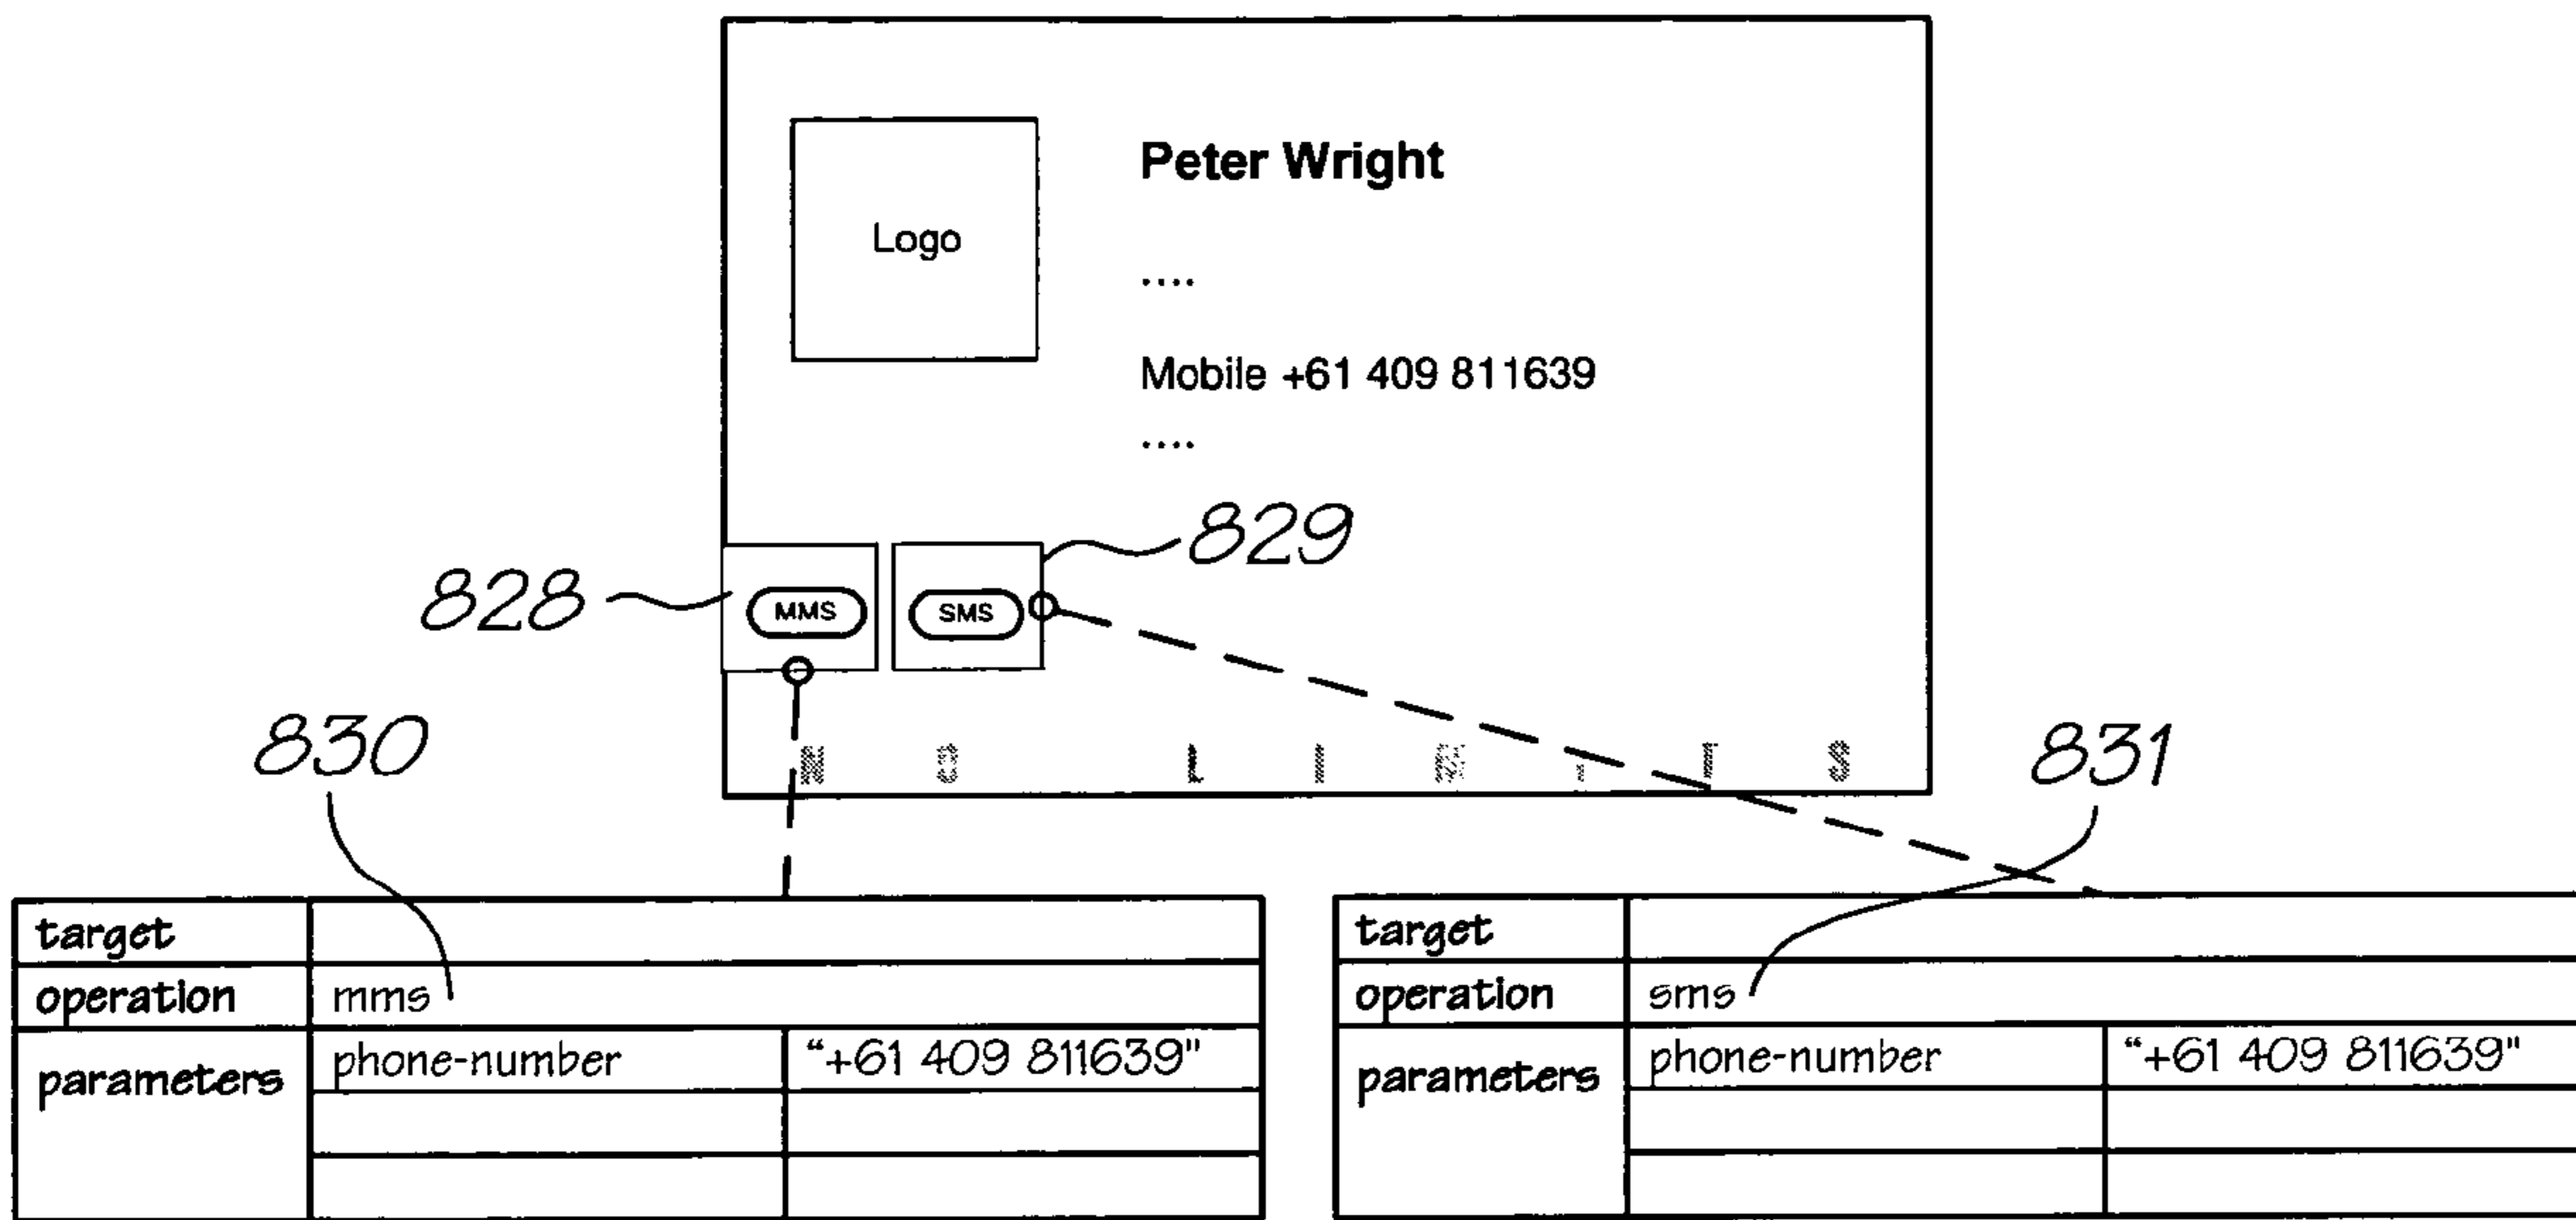 Peter Wright
Logo
....
Mobile +61 409 811639
....
829
828
MMS SMS
830
831
N O L I M I T S
target
operation mms
parameters phone-number "+61 409 811639"
target
operation sms
parameters phone-number "+61 409 811639"